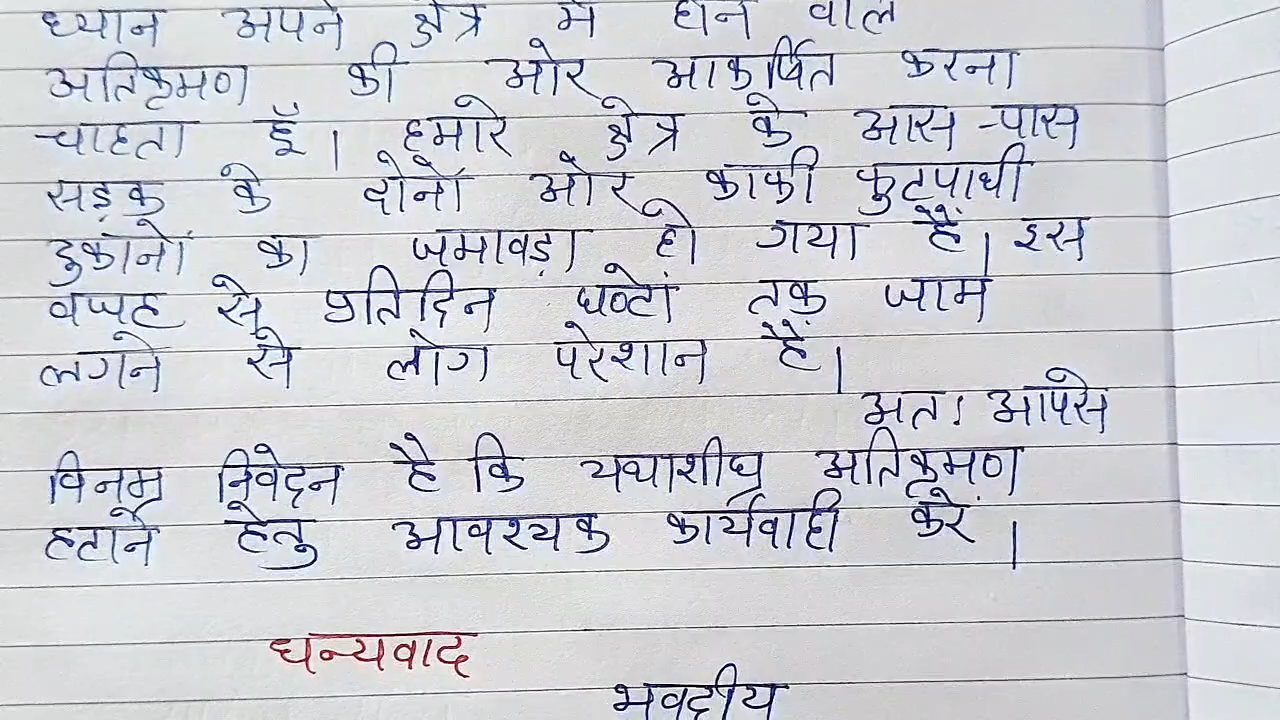 ध्यान अपने क्षेत्र में होने वाले
अतिक्रमण की ओर आकर्षित करना
चाहता हूँ। हमारे क्षेत्र के आस-पास
सड़क के दोनों ओर काफी फुटपाथी
दुकानों का जमावड़ा हो गया है। इस
वजह से प्रतिदिन घण्टों तक जाम
लगने से लोग परेशान हैं।
अतः आपसे
विनम्र निवेदन है कि यथाशीघ्र अतिक्रमण
हटाने हेतु आवश्यक कार्यवाही करें।
धन्यवाद
भवदीय